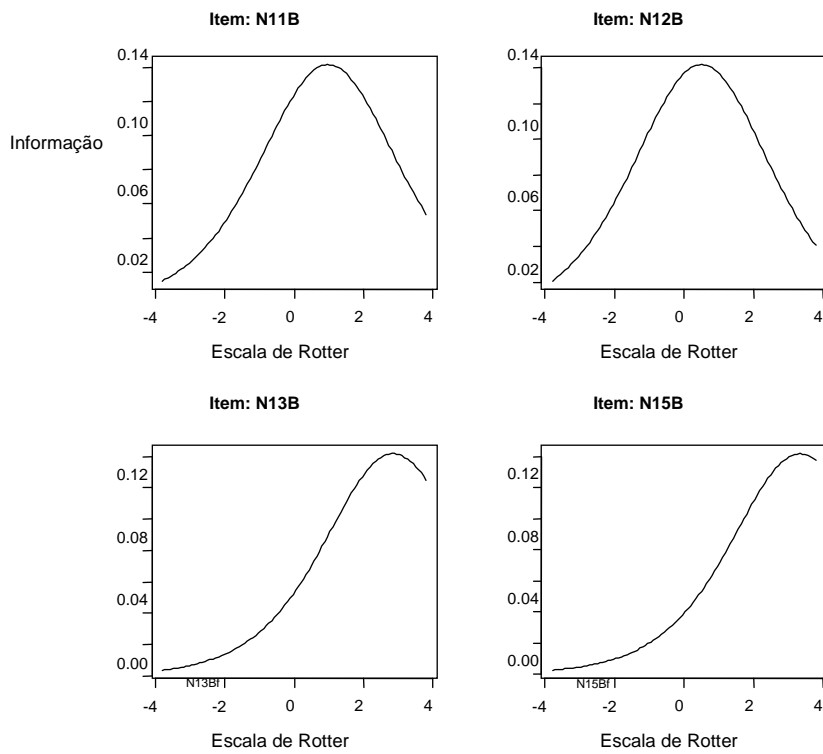 Item: N11B
0.14
0.10
0.06
0.02
Informação
-4 -2 0 2 4
Escala de Rotter
Item: N12B
0.14
0.10
0.06
0.02
-4 -2 0 2 4
Escala de Rotter
Item: N13B
0.12
0.08
0.04
0.00
N13Bf
-4 -2 0 2 4
Escala de Rotter
Item: N15B
0.12
0.08
0.04
0.00
N15Bf
-4 -2 0 2 4
Escala de Rotter